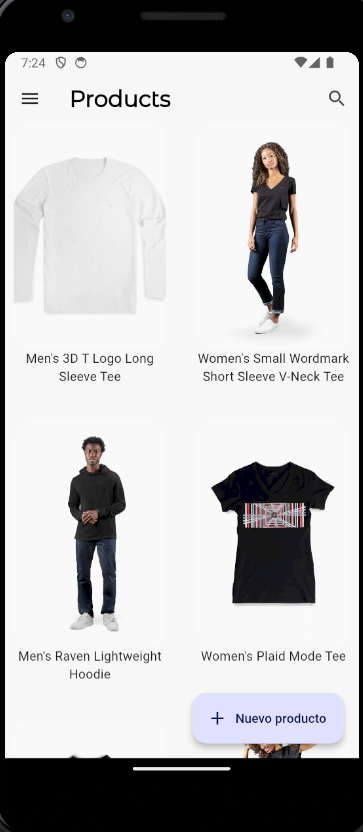 7:24
Products
Men's 3D T Logo Long
Sleeve Tee
Women's Small Wordmark
Short Sleeve V-Neck Tee
Men's Raven Lightweight
Hoodie
Women's Plaid Mode Tee
Nuevo producto